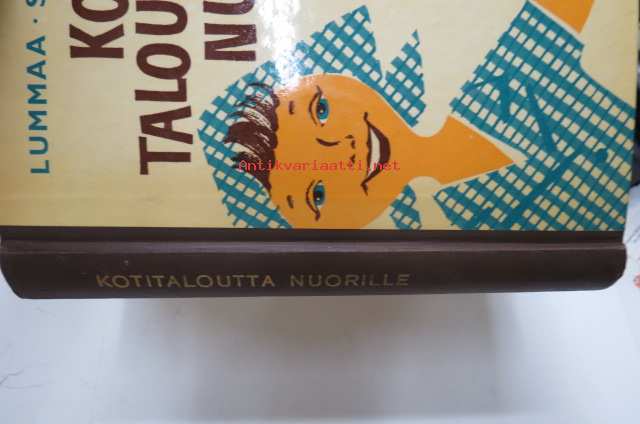 LUMMAA · S
KO
TALOU
NU
Antikvariaatti.net
KOTITALOUTTA NUORILLE